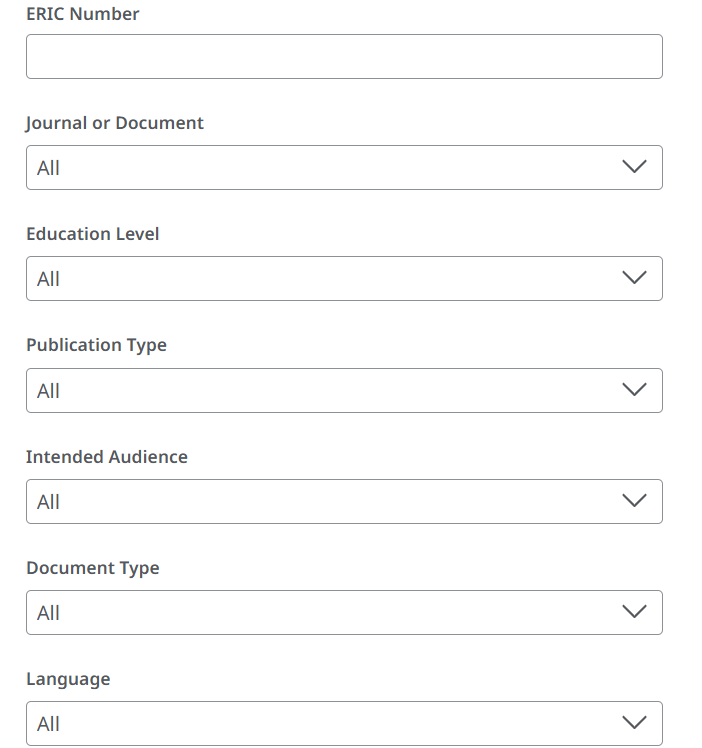 ERIC Number
Journal or Document
All
Education Level
All
Publication Type
All
Intended Audience
All
Document Type
All
Language
All